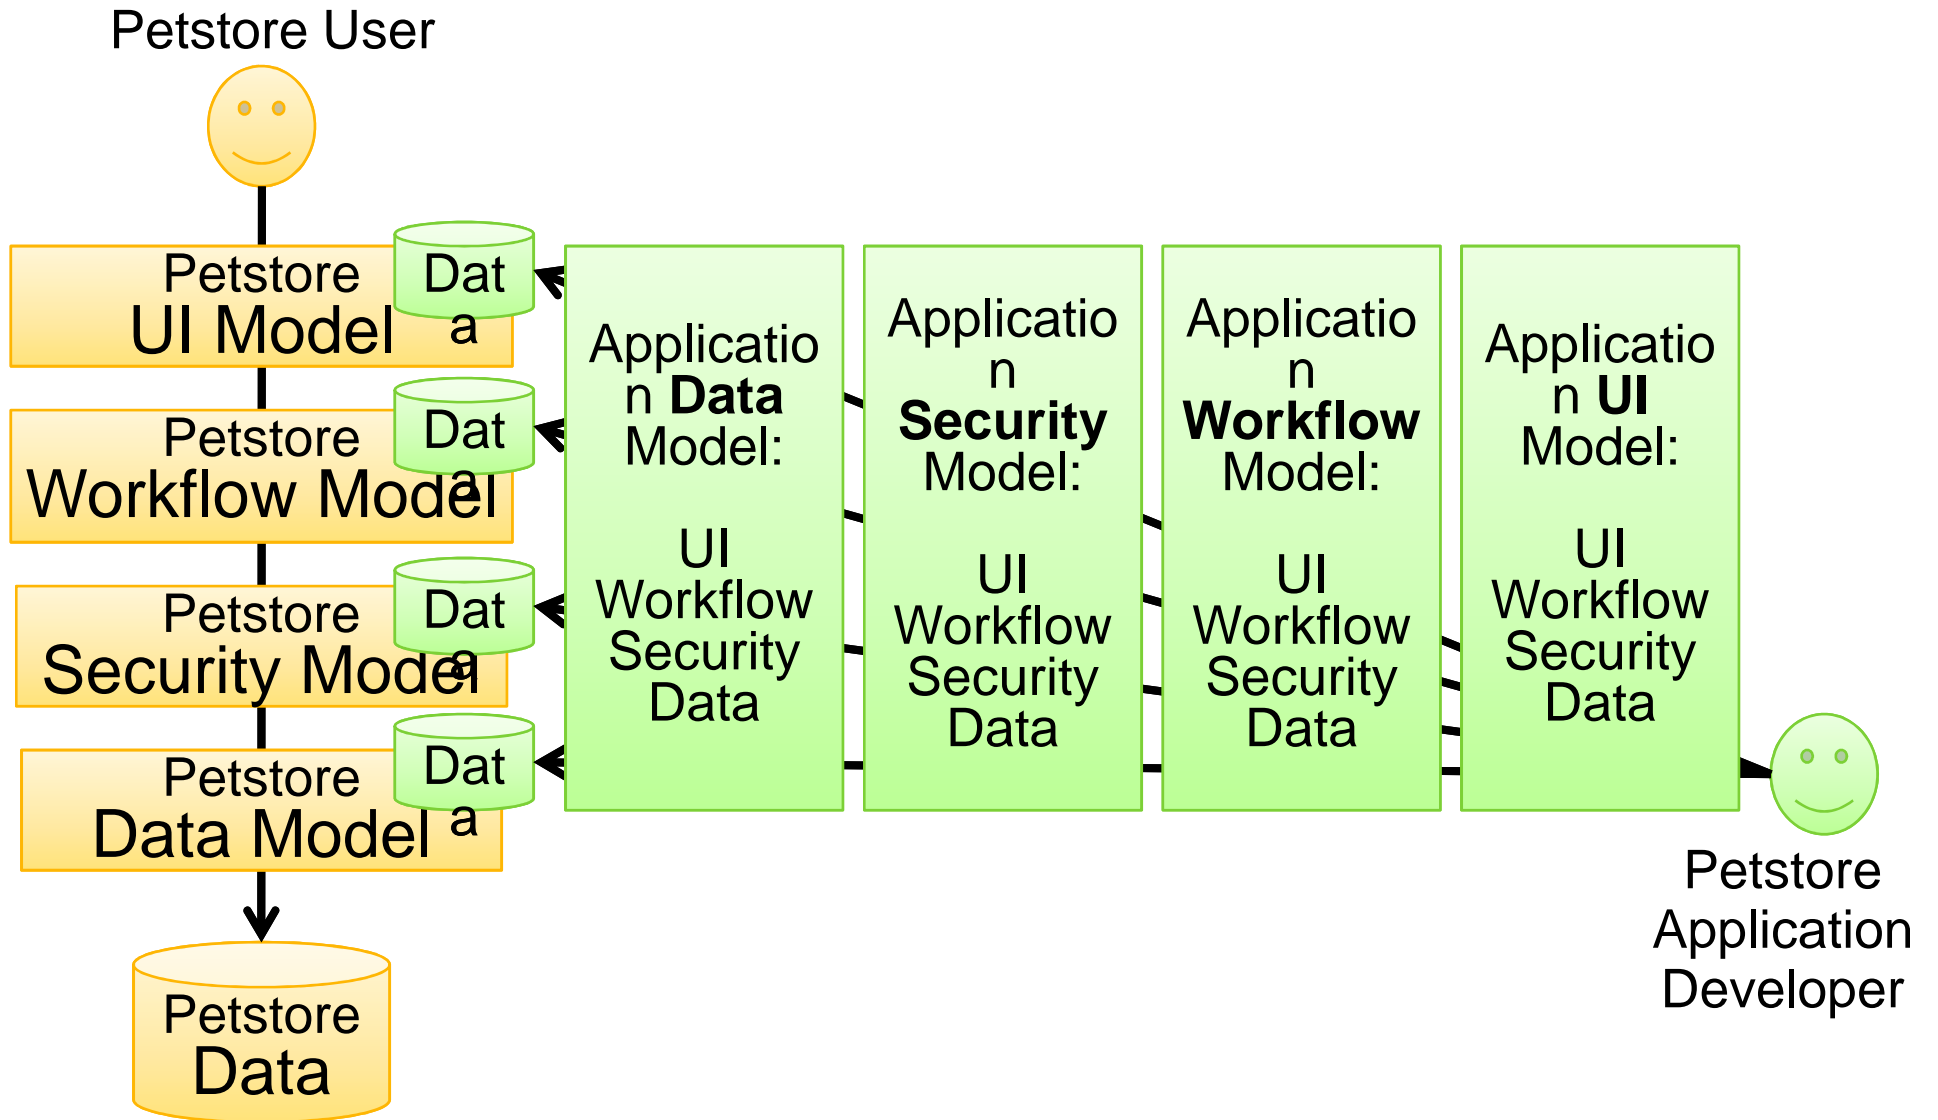 Petstore User
Petstore
UI Model
Dat
a
Petstore
Workflow Model
Dat
a
Petstore
Security Model
Dat
a
Petstore
Data Model
Dat
a
Petstore
Data
Applicatio
n Data
Model:
UI
Workflow
Security
Data
Applicatio
n
Security
Model:
UI
Workflow
Security
Data
Applicatio
n
Workflow
Model:
UI
Workflow
Security
Data
Applicatio
n UI
Model:
UI
Workflow
Security
Data
Petstore
Application
Developer